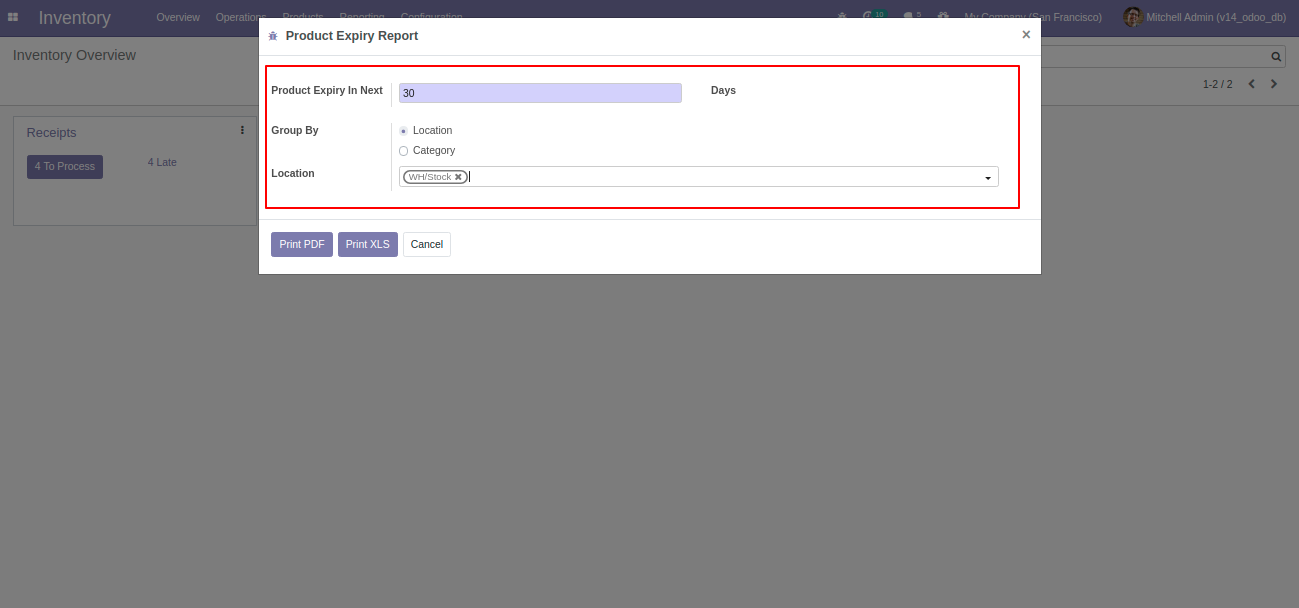 Inventory Overview Operations Products Reporting Configuration 10 5 My Company (San Francisco) Mitchell Admin (v14_odoo_db)
Product Expiry Report ×
Inventory Overview
1-2 / 2
Product Expiry In Next 30 Days
Receipts
Group By Location
Category
4 To Process 4 Late
Location WH/Stock
Print PDF Print XLS Cancel